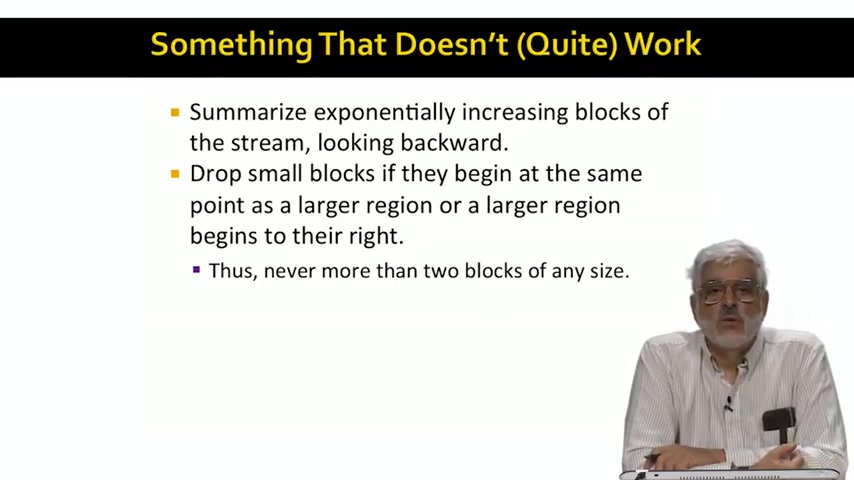 Something That Doesn't (Quite) Work
Summarize exponentially increasing blocks of
the stream, looking backward.
Drop small blocks if they begin at the same
point as a larger region or a larger region
begins to their right.
Thus, never more than two blocks of any size.